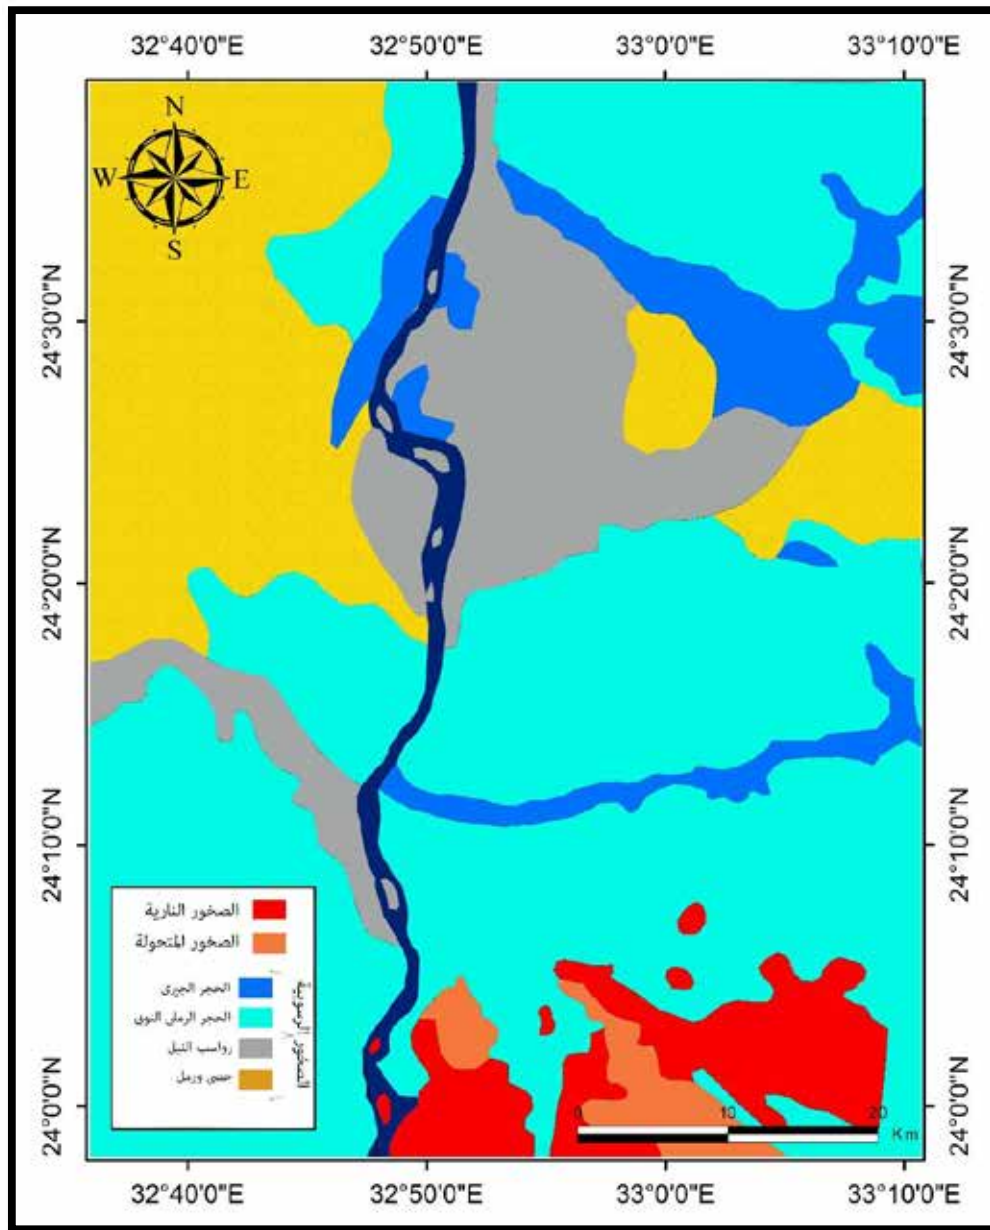 32°40'0"E 32°50'0"E 33°0'0"E 33°10'0"E
N
W E
S
24°30'0"N 24°30'0"N
24°20'0"N 24°20'0"N
24°10'0"N 24°10'0"N
24°0'0"N 24°0'0"N
الصخور النارية
الصخور المتحولة
الصخور الرسوبية
الحجر الجيرى
الحجر الرملى النوبى
رواسب النيل
حصى ورمل
0 10 20
Km
32°40'0"E 32°50'0"E 33°0'0"E 33°10'0"E